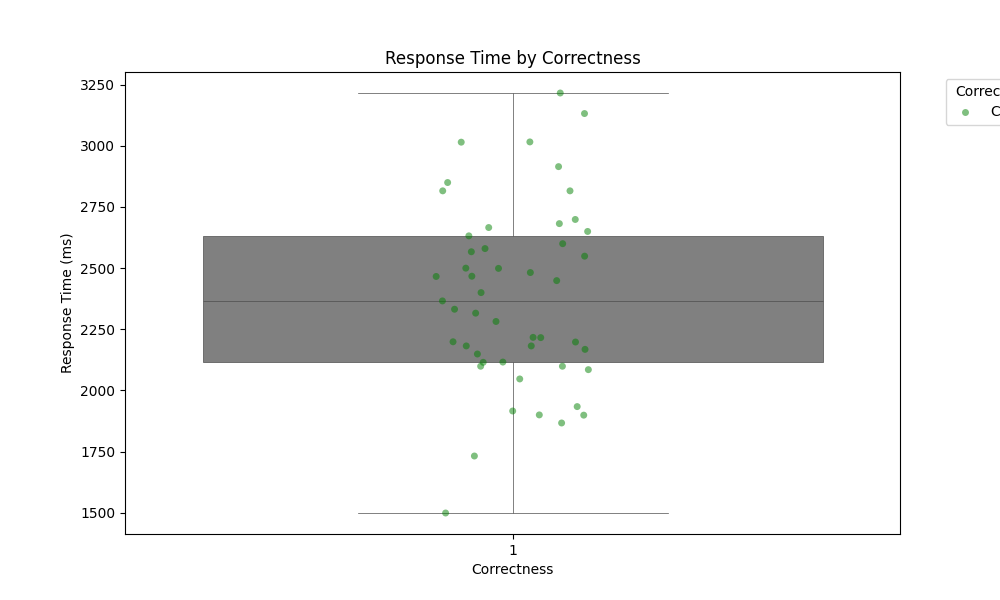 Response Time by Correctness
Response Time (ms)
3250
3000
2750
2500
2250
2000
1750
1500
1
Correctness
Correc
C